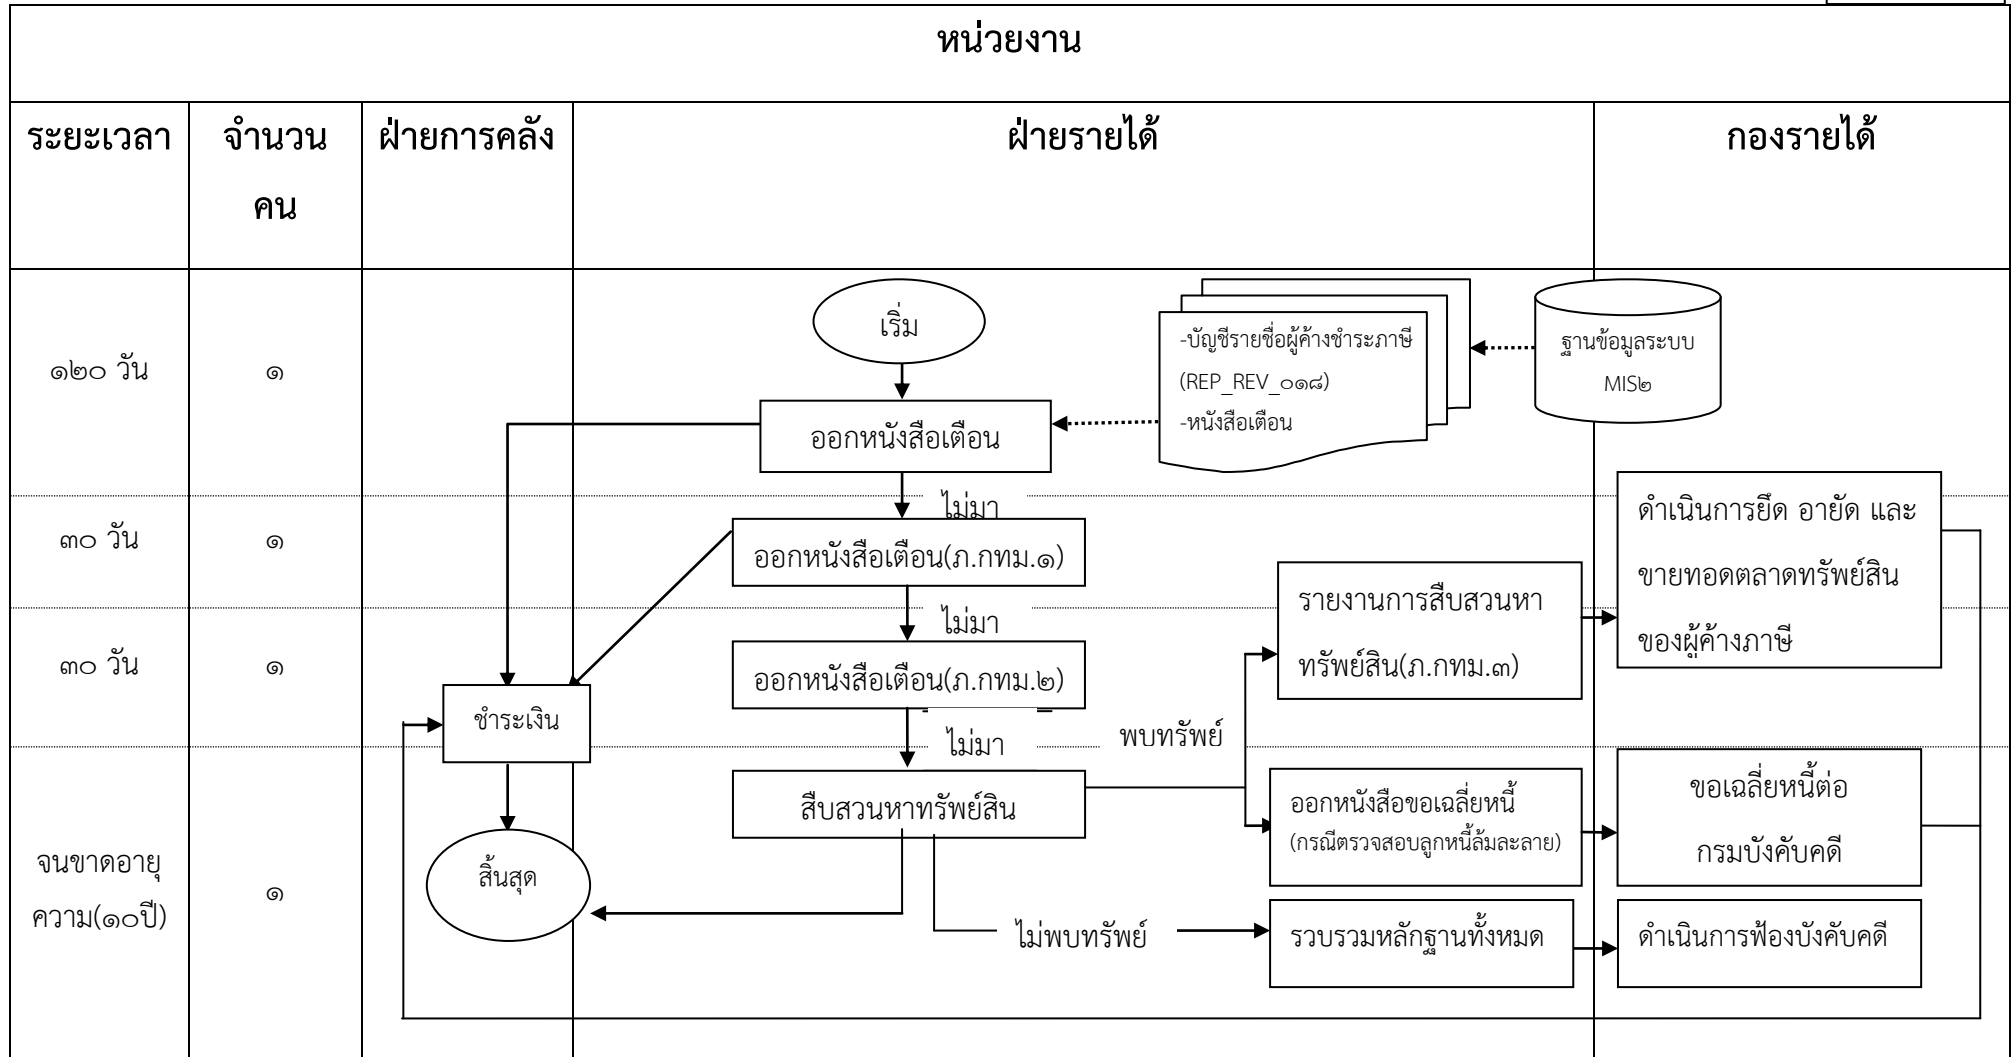 หน่วยงาน
ระยะเวลา
จำนวน
คน
ฝ่ายการคลัง
ฝ่ายรายได้
กองรายได้
เริ่ม
-บัญชีรายชื่อผู้ค้างชำระภาษี
(REP_REV_๐๑๘)
-หนังสือเตือน
ฐานข้อมูลระบบ
MIS๒
๑๒๐ วัน
๑
ออกหนังสือเตือน
ไม่มา
๓๐ วัน
๑
ออกหนังสือเตือน(ภ.กทม.๑)
ดำเนินการยึด อายัด และ
ขายทอดตลาดทรัพย์สิน
ของผู้ค้างภาษี
รายงานการสืบสวนหา
ทรัพย์สิน(ภ.กทม.๓)
ไม่มา
๓๐ วัน
๑
ออกหนังสือเตือน(ภ.กทม.๒)
ชำระเงิน
ไม่มา
พบทรัพย์
สืบสวนหาทรัพย์สิน
ออกหนังสือขอเฉลี่ยหนี้
(กรณีตรวจสอบลูกหนี้ล้มละลาย)
ขอเฉลี่ยหนี้ต่อ
กรมบังคับคดี
จนขาดอายุ
ความ(๑๐ปี)
๑
สิ้นสุด
ไม่พบทรัพย์
รวบรวมหลักฐานทั้งหมด
ดำเนินการฟ้องบังคับคดี